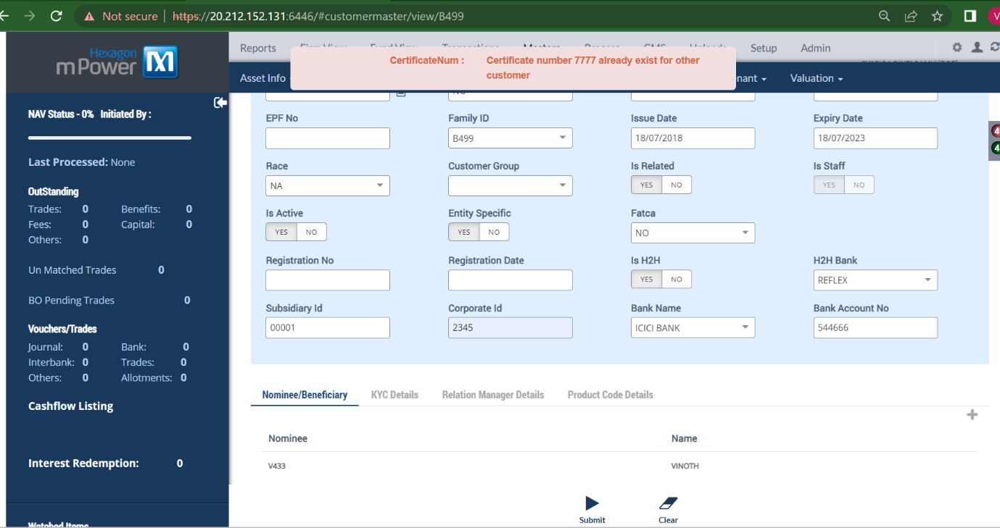 Not secure https://20.212.152.131:6446/#customermaster/view/B499
V
Hexagon
mPower
Reports Firm View Fund View Transactions Masters Process CMS Uploads Setup Admin
CertificateNum : Certificate number 7777 already exist for other
customer
Asset Info nant Valuation
NAV Status - 0% Initiated By :
Last Processed: None
OutStanding
Trades: 0 Benefits: 0
Fees: 0 Capital: 0
Others: 0
Un Matched Trades 0
BO Pending Trades 0
Vouchers/Trades
Journal: 0 Bank: 0
Interbank: 0 Trades: 0
Others: 0 Allotments: 0
Cashflow Listing
Interest Redemption: 0
Watched Items
NO
EPF No Family ID Issue Date Expiry Date
B499 18/07/2018 18/07/2023
4
4
Race Customer Group Is Related Is Staff
NA YES NO YES NO
Is Active Entity Specific Fatca
YES NO YES NO NO
Registration No Registration Date Is H2H H2H Bank
YES NO REFLEX
Subsidiary Id Corporate Id Bank Name Bank Account No
00001 2345 ICICI BANK 544666
Nominee/Beneficiary KYC Details Relation Manager Details Product Code Details
Nominee Name
V433 VINOTH
Submit Clear